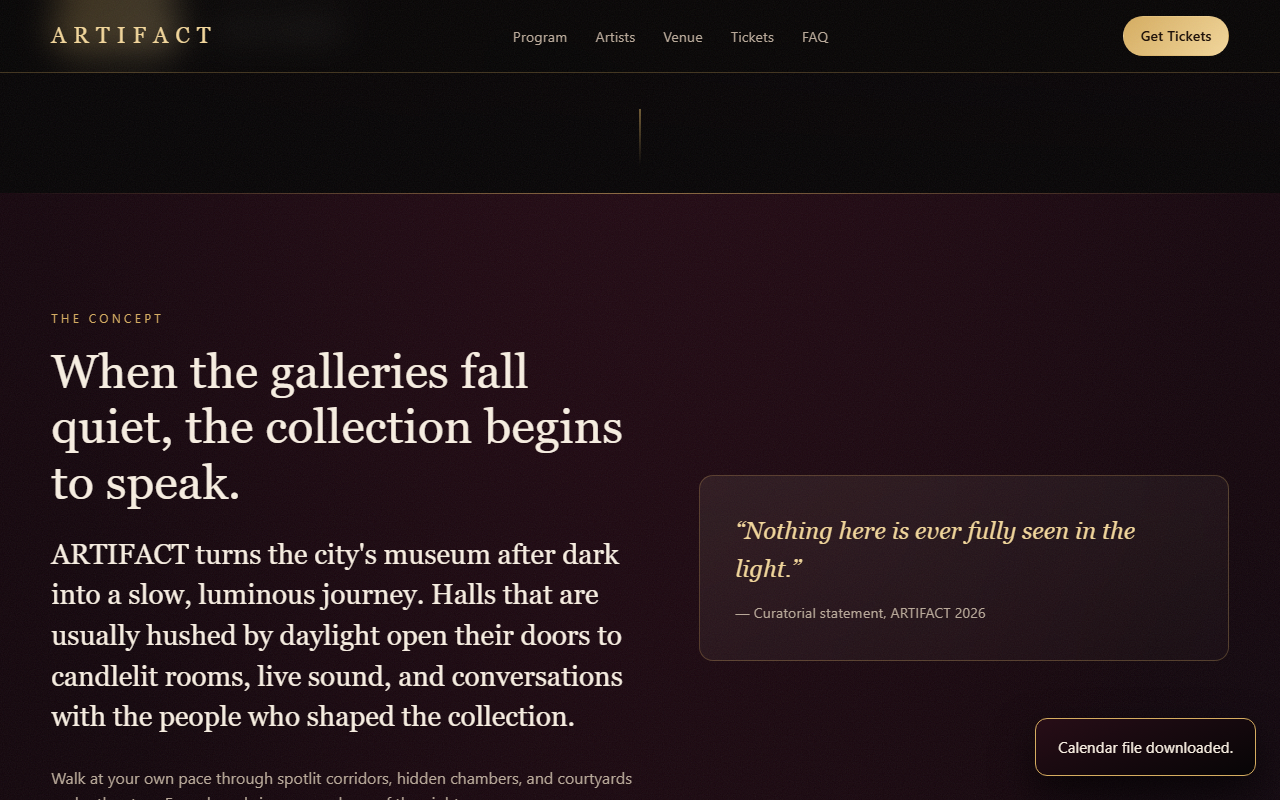 ARTIFACT
Program
Artists
Venue
Tickets
FAQ
Get Tickets
THE CONCEPT
When the galleries fall
quiet, the collection begins
to speak.
ARTIFACT turns the city's museum after dark
into a slow, luminous journey. Halls that are
usually hushed by daylight open their doors to
candlelit rooms, live sound, and conversations
with the people who shaped the collection.
Walk at your own pace through spotlit corridors, hidden chambers, and courtyards
“Nothing here is ever fully seen in the
light.”
— Curatorial statement, ARTIFACT 2026
Calendar file downloaded.